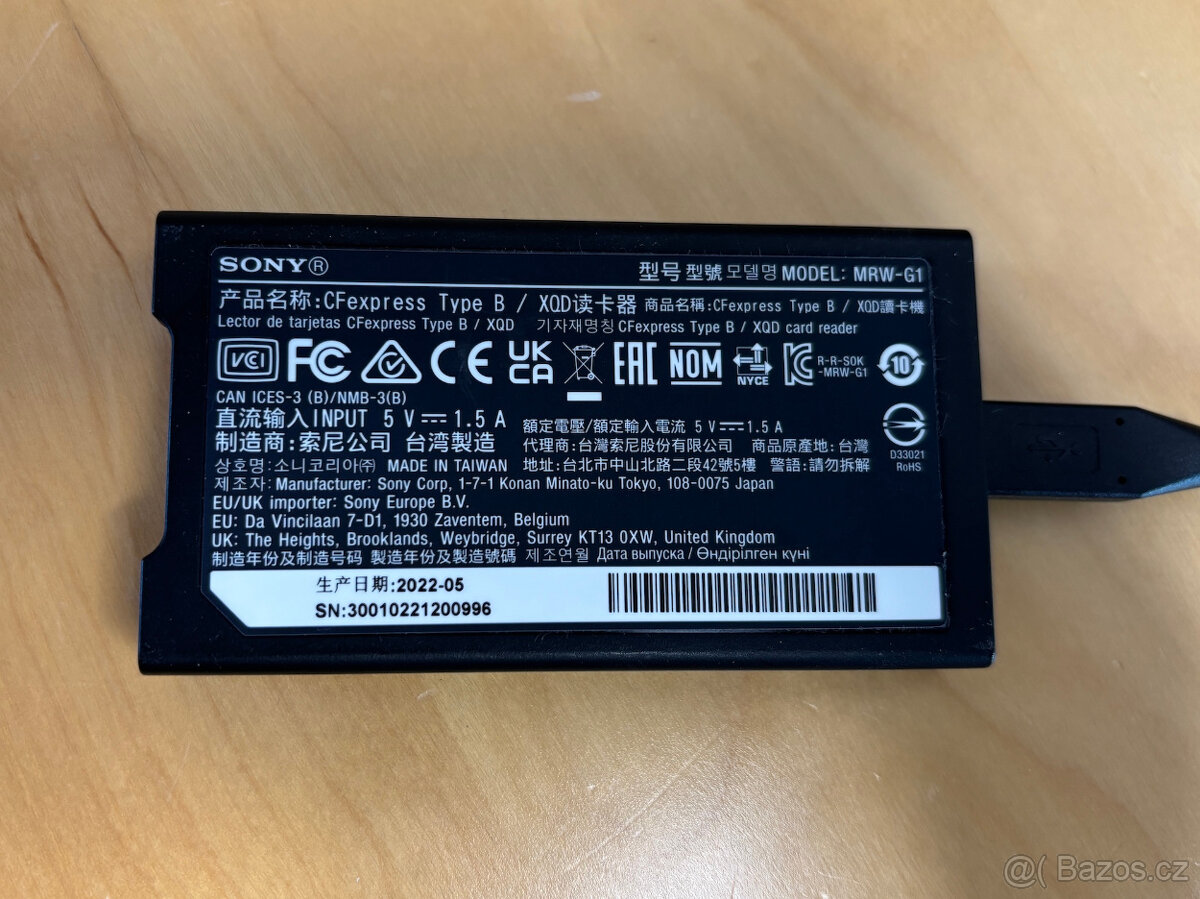 SONY® 型号 型號 모델명 MODEL: MRW-G1
产品名称:CFexpress Type B / XQD读卡器 商品名稱:CFexpress Type B / XQD讀卡機
Lector de tarjetas CFexpress Type B / XQD 기자재명칭 CFexpress Type B / XQD card reader
VCI FC CE UK CA EAC NOM NYCE R-R-SOK -MRW-G1 10
CAN ICES-3 (B)/NMB-3(B)
直流输入INPUT 5 V 1.5 A 額定電壓/額定輸入電流 5 V 1.5 A
制造商:索尼公司 台湾製造 代理商:台灣索尼股份有限公司 商品原產地:台灣
D33021
RoHS
상호명:소니코리아㈜ MADE IN TAIWAN 地址:台北市中山北路二段42號5樓 警語:請勿拆解
제조자: Manufacturer: Sony Corp, 1-7-1 Konan Minato-ku Tokyo, 108-0075 Japan
EU/UK importer: Sony Europe B.V.
EU: Da Vincilaan 7-D1, 1930 Zaventem, Belgium
UK: The Heights, Brooklands, Weybridge, Surrey KT13 0XW, United Kingdom
制造年份及制造号码 製造年份及製造號碼 제조연월 Дата выпуска / Өндірілген күні
生产日期:2022-05
SN:30010221200996
@( Bazos.cz